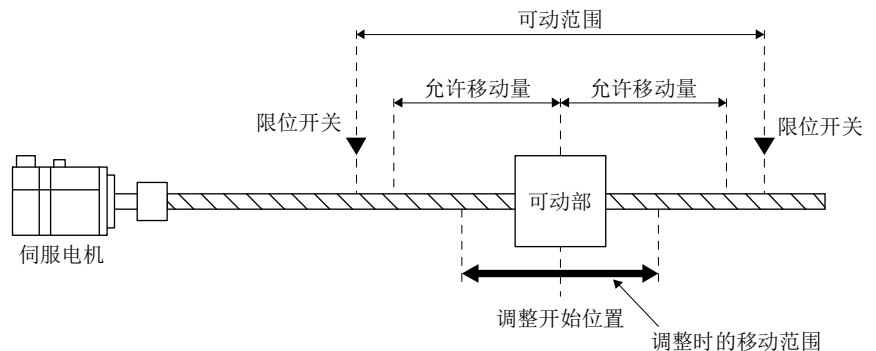 可动范围
允许移动量
允许移动量
限位开关
限位开关
可动部
伺服电机
调整开始位置
调整时的移动范围